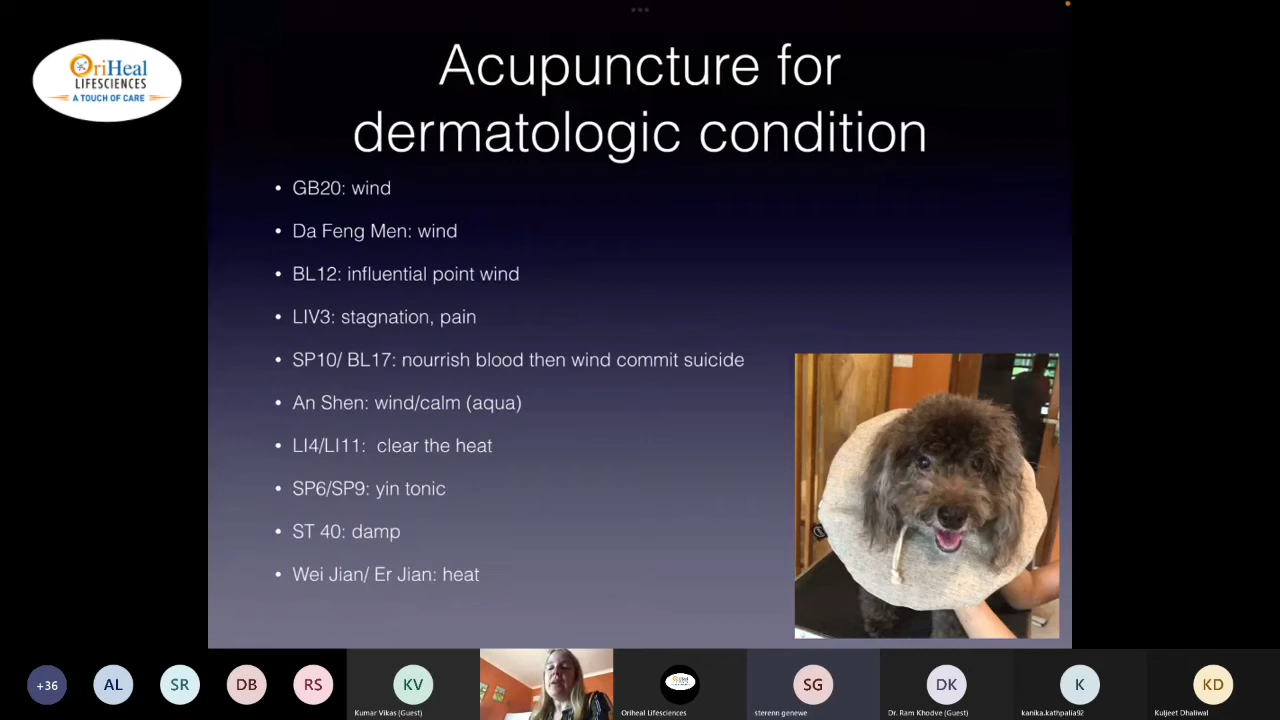 OriHeal
LIFESCIENCES
A TOUCH OF CARE
Acupuncture for
dermatologic condition
• GB20: wind
• Da Feng Men: wind
• BL12: influential point wind
• LIV3: stagnation, pain
• SP10/ BL17: nourrish blood then wind commit suicide
• An Shen: wind/calm (aqua)
• LI4/LI11: clear the heat
• SP6/SP9: yin tonic
• ST 40: damp
• Wei Jian/ Er Jian: heat
+36
AL
SR
DB
RS
KV
Kumar Vikas (Guest)
Oriheal Lifesciences
SG
sterenn genewe
DK
Dr. Ram Khodve (Guest)
K
kanika.kathpalia92
KD
Kuljeet Dhaliwal